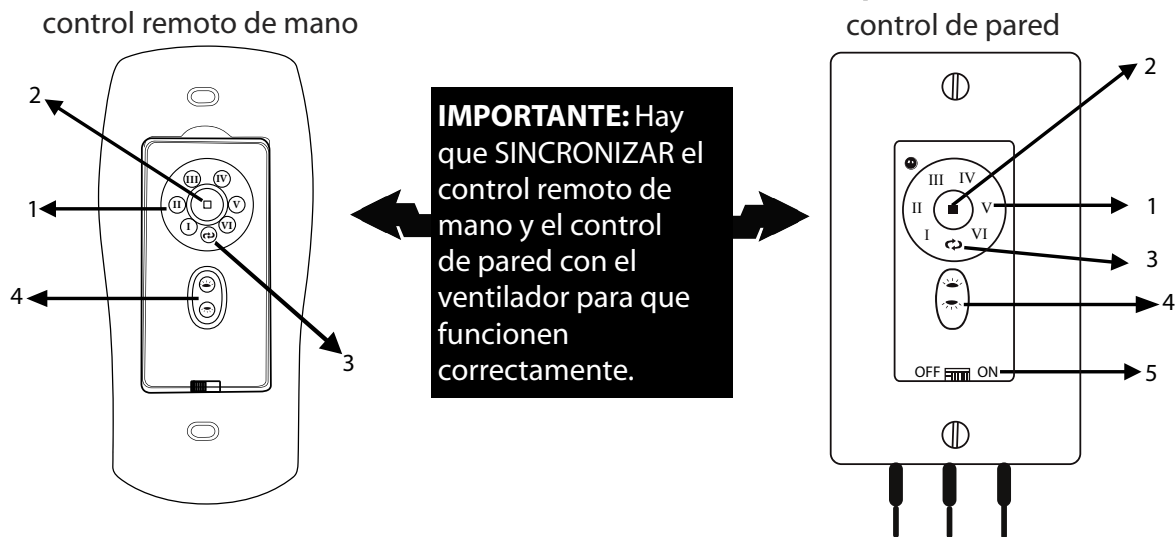 control remoto de mano
control de pared
2
1
4
3
III
IV
II
V
I
VI
IMPORTANTE: Hay
que SINCRONIZAR el
control remoto de
mano y el control
de pared con el
ventilador para que
funcionen
correctamente.
III IV
II
V
I
VI
OFF ON
2
1
3
4
5